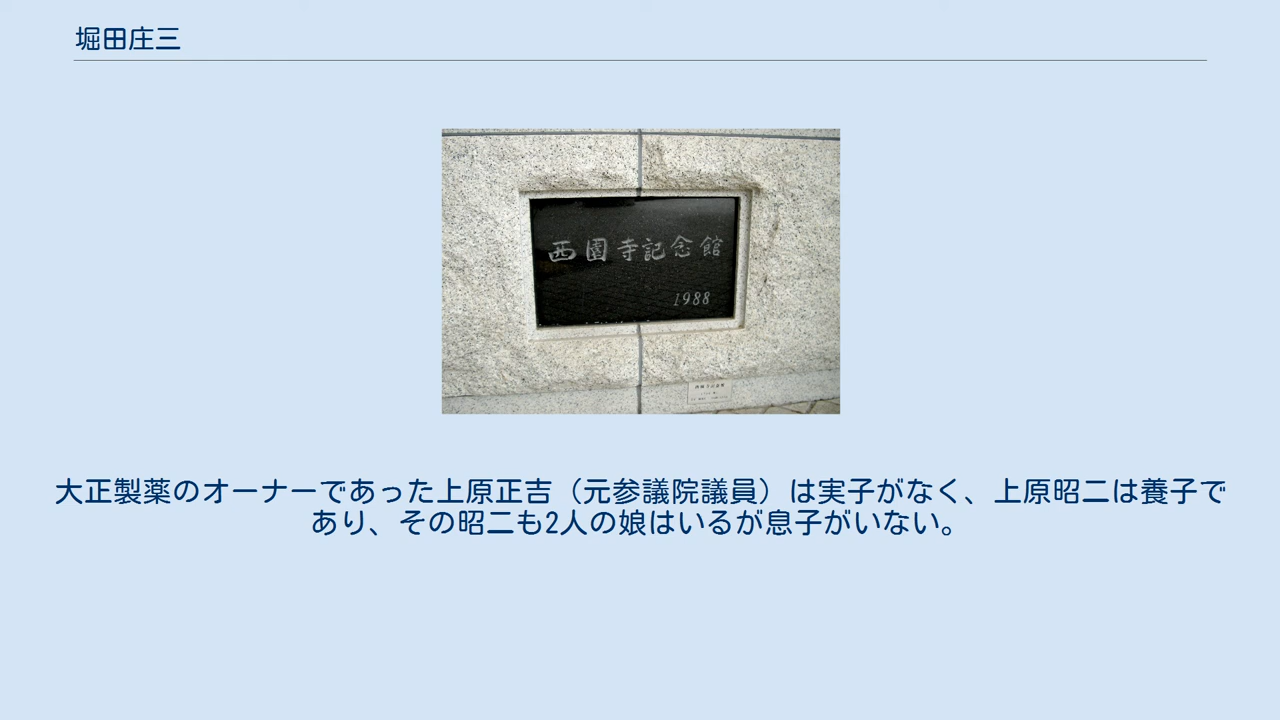 堀田庄三
西園寺記念館
1988
大正製薬のオーナーであった上原正吉（元参議院議員）は実子がなく、上原昭二は養子で
あり、その昭二も2人の娘はいるが息子がいない。